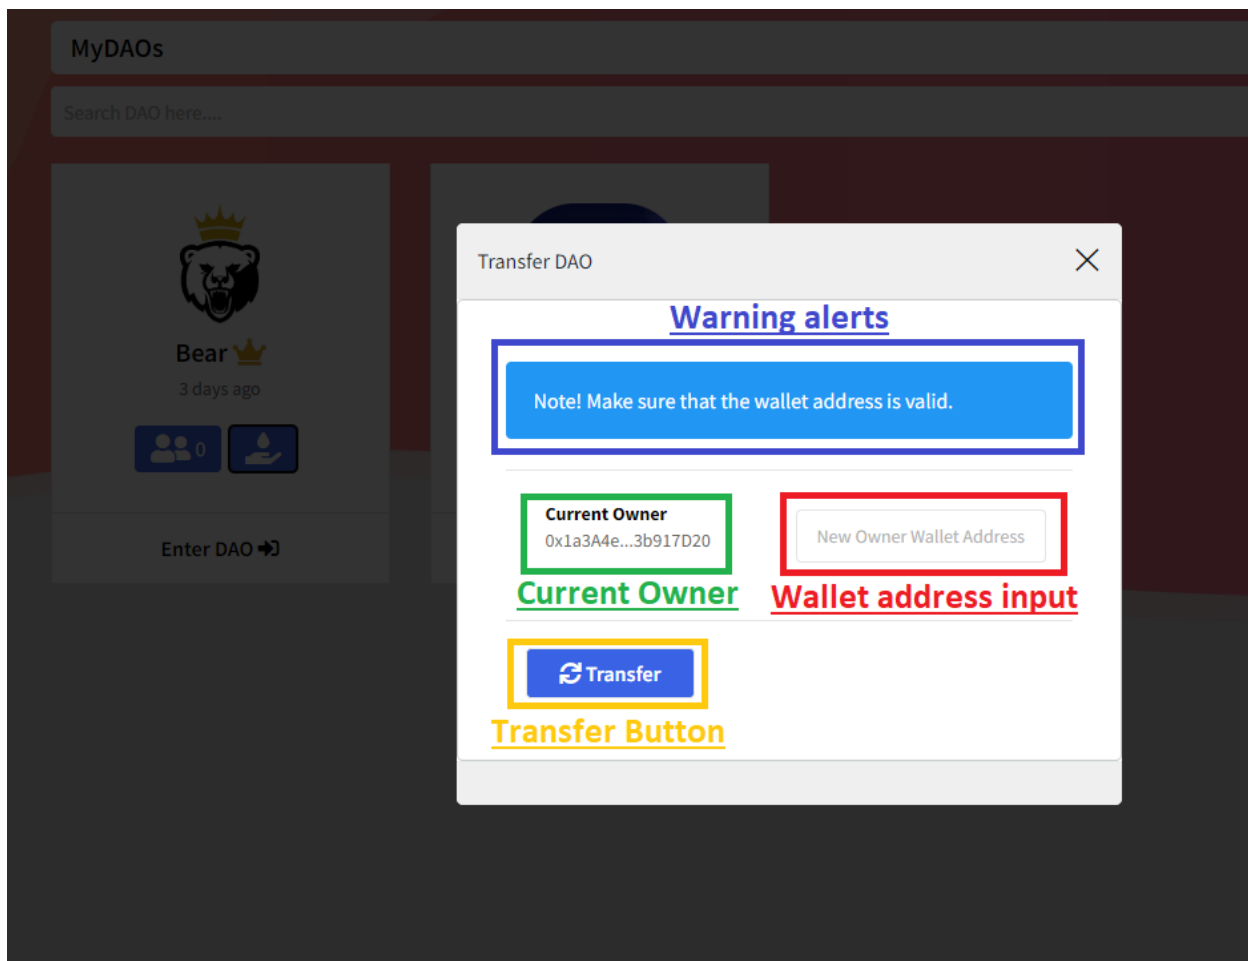 MyDAOs
Search DAO here....
Bear
3 days ago
0
Enter DAO
Transfer DAO
Warning alerts
Note! Make sure that the wallet address is valid.
Current Owner
0x1a3A4e...3b917D20
New Owner Wallet Address
Current Owner
Wallet address input
Transfer
Transfer Button